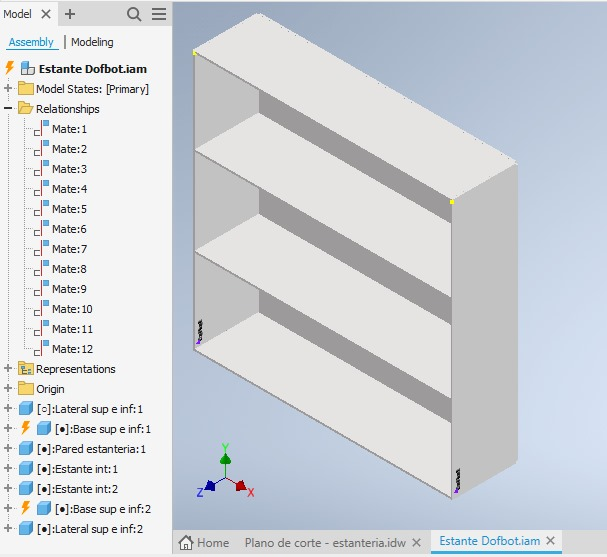 Model
Assembly Modeling
Estante Dofbot.iam
Model States: [Primary]
Relationships
Mate:1
Mate:2
Mate:3
Mate:4
Mate:5
Mate:6
Mate:7
Mate:8
Mate:9
Mate:10
Mate:11
Mate:12
Representations
Origin
[○]:Lateral sup e inf:1
[●]:Base sup e inf:1
[●]:Pared estanteria:1
[●]:Estante int:1
[●]:Estante int:2
[●]:Base sup e inf:2
[●]:Lateral sup e inf:2
Y
Z X
Home Plano de corte - estanteria.idw Estante Dofbot.iam